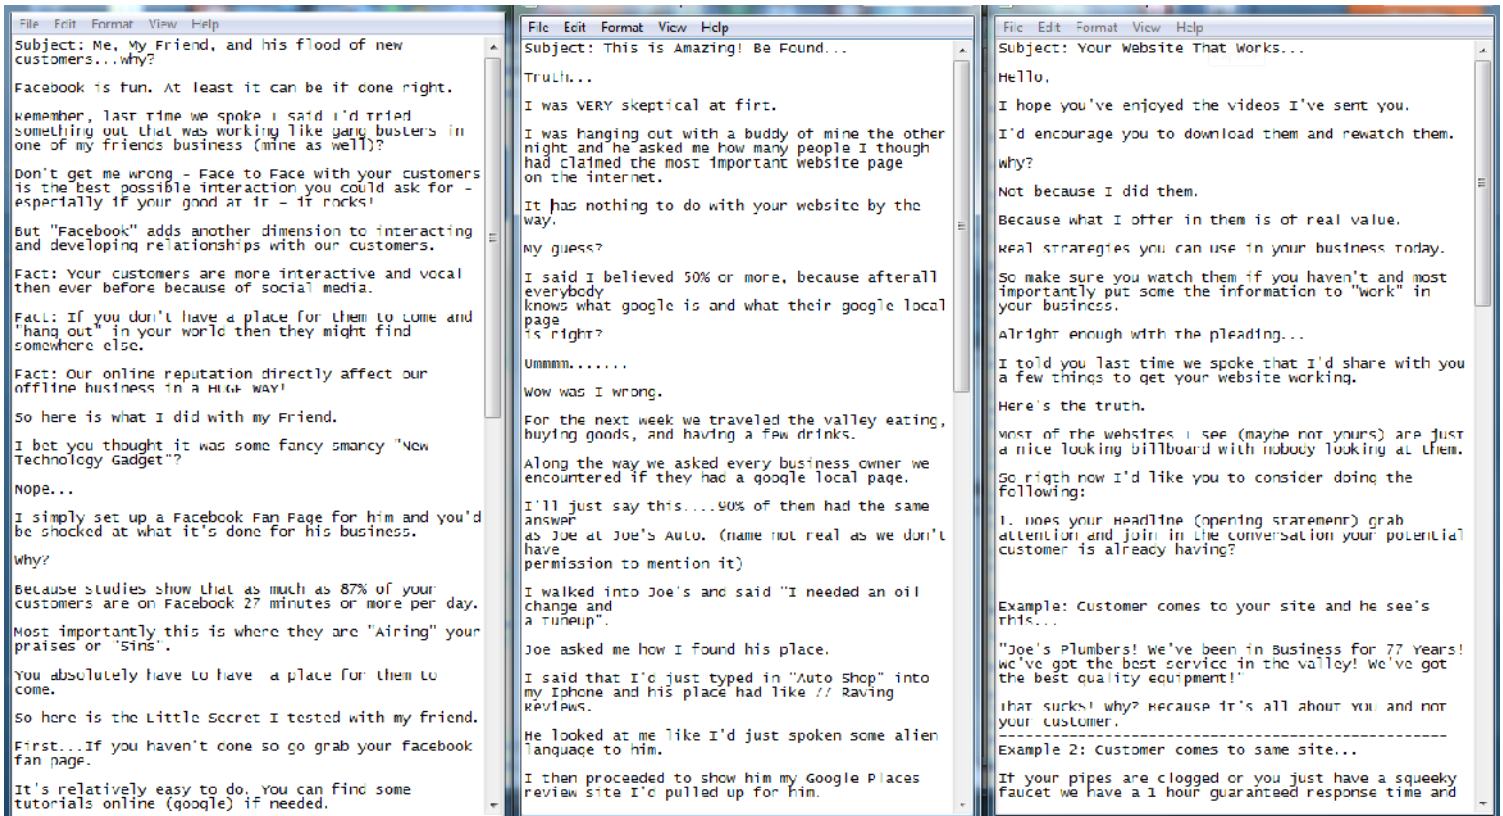 File Edit Format View Help
Subject: Me, My Friend, and his flood of new
customers...why?
Facebook is fun. At least it can be if done right.
Remember, last time we spoke I said I'd tried
something out that was working like gang busters in
one of my friends business (mine as well)?
Don't get me wrong - Face to Face with your customers
is the best possible interaction you could ask for -
especially if your good at it - it rocks!
But "Facebook" adds another dimension to interacting
and developing relationships with our customers.
Fact: Your customers are more interactive and vocal
then ever before because of social media.
Fact: If you don't have a place for them to come and
"hang out" in your world then they might find
somewhere else.
Fact: Our online reputation directly affect our
offline business in a HUGE WAY!
So here is what I did with my Friend.
I bet you thought it was some fancy smancy "New
Technology Gadget"?
Nope...
I simply set up a Facebook Fan Page for him and you'd
be shocked at what it's done for his business.
Why?
Because studies show that as much as 87% of your
customers are on Facebook 27 minutes or more per day.
Most importantly this is where they are "Airing" your
praises or "Sins".
You absolutely have to have a place for them to
come.
So here is the Little Secret I tested with my friend.
First...If you haven't done so go grab your facebook
fan page.
It's relatively easy to do. You can find some
tutorials online (google) if needed.
File Edit Format View Help
Subject: This is Amazing! Be Found...
Truth...
I was VERY skeptical at firt.
I was hanging out with a buddy of mine the other
night and he asked me how many people I though
had claimed the most important website page
on the internet.
It has nothing to do with your website by the
way.
My guess?
I said I believed 50% or more, because afterall
everybody
knows what google is and what their google local
page
is right?
Ummmm.......
Wow was I wrong.
For the next week we traveled the valley eating,
buying goods, and having a few drinks.
Along the way we asked every business owner we
encountered if they had a google local page.
I'll just say this....90% of them had the same
answer
as Joe at Joe's Auto. (name not real as we don't
have
permission to mention it)
I walked into Joe's and said "I needed an oil
change and
a tuneup".
Joe asked me how I found his place.
I said that I'd just typed in "Auto Shop" into
my Iphone and his place had like 77 Raving
Reviews.
He looked at me like I'd just spoken some alien
language to him.
I then proceeded to show him my Google Places
review site I'd pulled up for him.
File Edit Format View Help
Subject: Your Website That Works...
Hello,
I hope you've enjoyed the videos I've sent you.
I'd encourage you to download them and rewatch them.
Why?
Not because I did them.
Because what I offer in them is of real value.
Real strategies you can use in your business today.
So make sure you watch them if you haven't and most
importantly put some the information to "work" in
your business.
Alright enough with the pleading...
I told you last time we spoke that I'd share with you
a few things to get your website working.
Here's the truth.
Most of the websites I see (maybe not yours) are just
a nice looking billboard with nobody looking at them.
So rigth now I'd like you to consider doing the
following:
1. Does your Headline (opening statement) grab
attention and join in the conversation your potential
customer is already having?
Example: Customer comes to your site and he see's
this...
"Joe's Plumbers! We've been in Business for 77 Years!
We've got the best service in the valley! We've got
the best quality equipment!"
That sucks! Why? Because it's all about YOU and not
your customer.
--------------------------------------------------
Example 2: Customer comes to same site...
If your pipes are clogged or you just have a squeeky
faucet we have a 1 hour guaranteed response time and